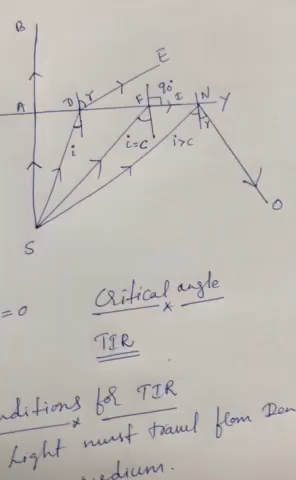 B
E
A D r F 90° I N Y
i i=c i>c r
O
S
=0 Critical angle
TIR
nditions for TIR
Light must travel from Den
medium.